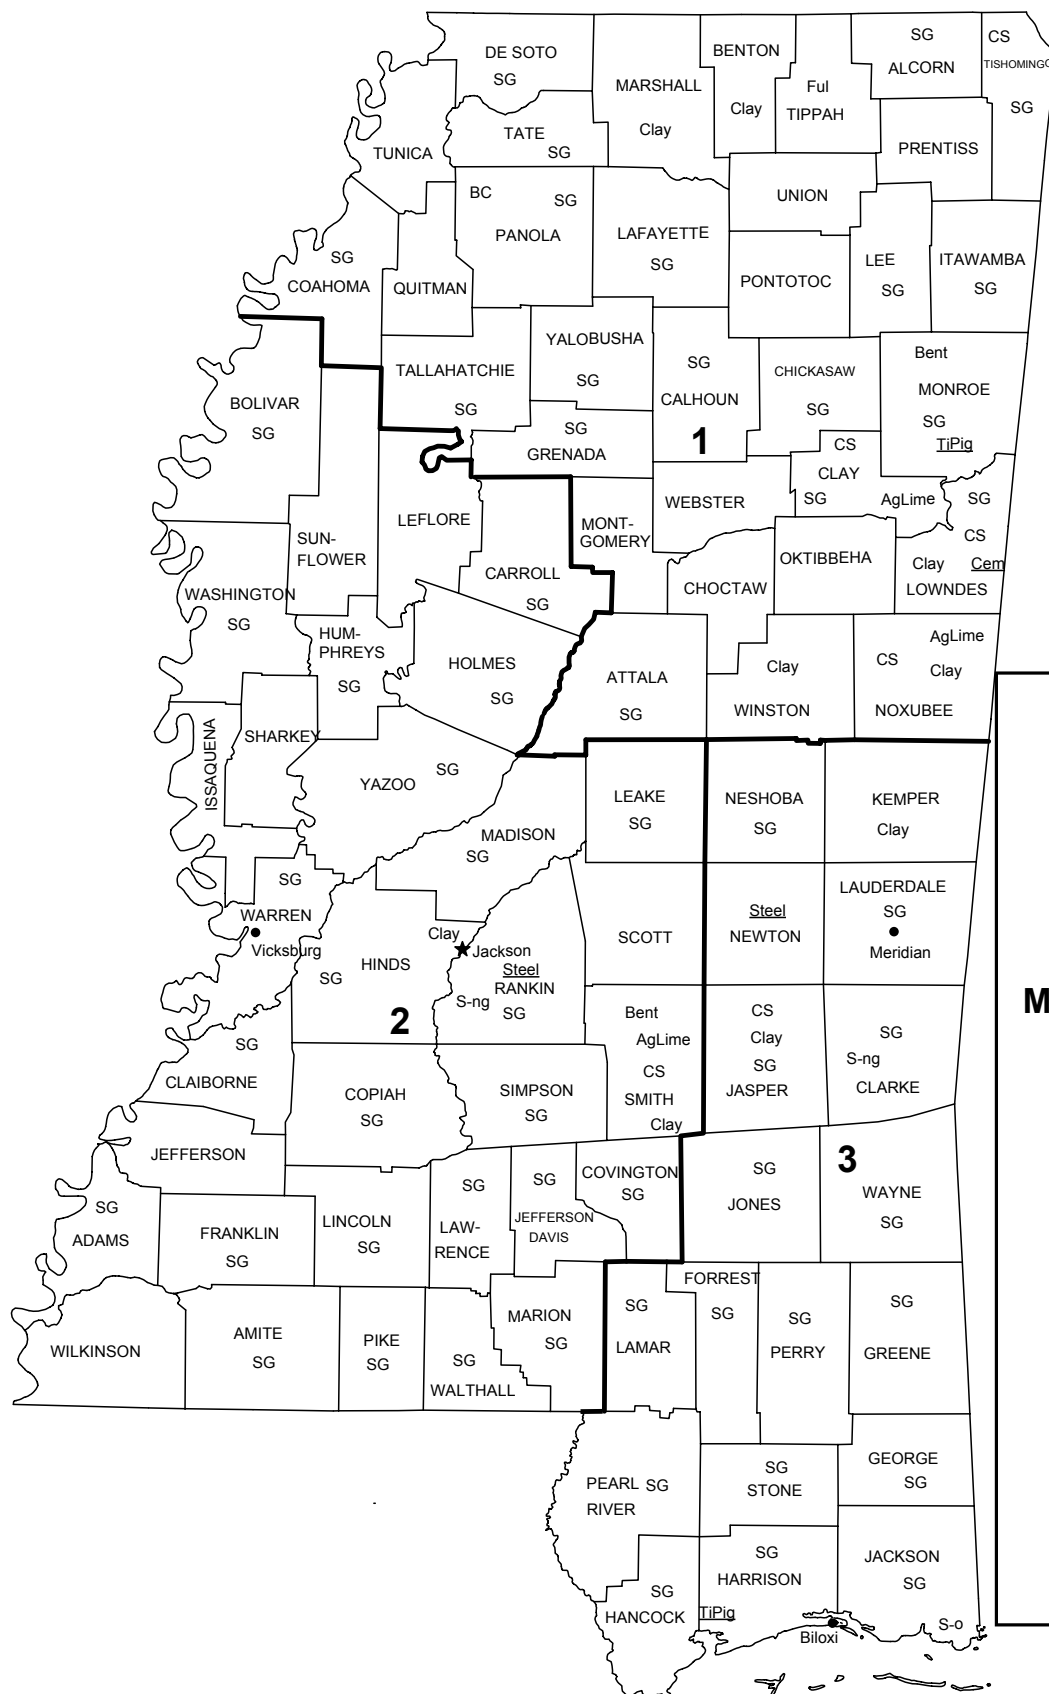 DE SOTO
SG
MARSHALL
Clay
BENTON
Clay
Ful
TIPPAH
SG
ALCORN
CS
TISHOMINGO
SG
TUNICA
TATE
SG
PRENTISS
UNION
BC
SG
PANOLA
LAFAYETTE
SG
PONTOTOC
LEE
SG
ITAWAMBA
SG
SG
COAHOMA
QUITMAN
TALLAHATCHIE
SG
YALOBUSHA
SG
SG
CALHOUN
1
CHICKASAW
SG
Bent
MONROE
SG
TiPig
BOLIVAR
SG
SG
GRENADA
CS
CLAY
SG
AgLime
WEBSTER
SG
CS
Clay
Cem
LOWNDES
LEFLORE
SUN-
FLOWER
MONT-
GOMERY
OKTIBBEHA
CHOCTAW
CARROLL
SG
WASHINGTON
SG
HUM-
PHREYS
SG
HOLMES
SG
ATTALA
SG
Clay
WINSTON
AgLime
CS
Clay
NOXUBEE
ISSAQUENA
SHARKEY
YAZOO
SG
MADISON
SG
LEAKE
SG
NESHOBA
SG
KEMPER
Clay
SG
WARREN
Vicksburg
Clay
Jackson
HINDS
SG
2
Steel
RANKIN
S-ng
SG
SCOTT
Steel
NEWTON
LAUDERDALE
SG
Meridian
M
Bent
AgLime
CS
SMITH
Clay
CS
Clay
SG
JASPER
SG
S-ng
CLARKE
SG
CLAIBORNE
COPIAH
SG
SIMPSON
SG
JEFFERSON
SG
ADAMS
FRANKLIN
SG
LINCOLN
SG
SG
LAW-
RENCE
SG
JEFFERSON
DAVIS
COVINGTON
SG
SG
JONES
3
WAYNE
SG
WILKINSON
AMITE
SG
PIKE
SG
SG
WALTHALL
MARION
SG
SG
LAMAR
FORREST
SG
SG
PERRY
SG
GREENE
PEARL
RIVER
SG
SG
STONE
GEORGE
SG
SG
HANCOCK
SG
HARRISON
TiPig
Biloxi
JACKSON
SG
S-o